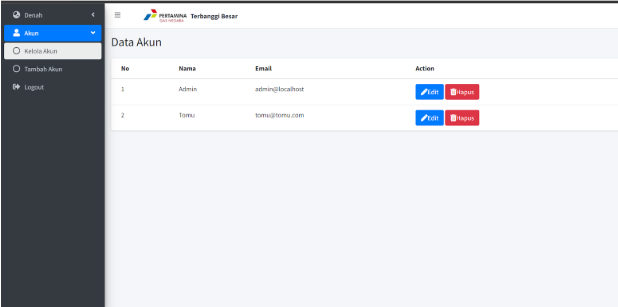 Denah
Akun
Kelola Akun
Tambah Akun
Logout
PERTAMINA Terbanggi Besar
GAS NEGARA
Data Akun
No Nama Email Action
1 Admin admin@localhost Edit Hapus
2 Tomu tomu@tomu.com Edit Hapus